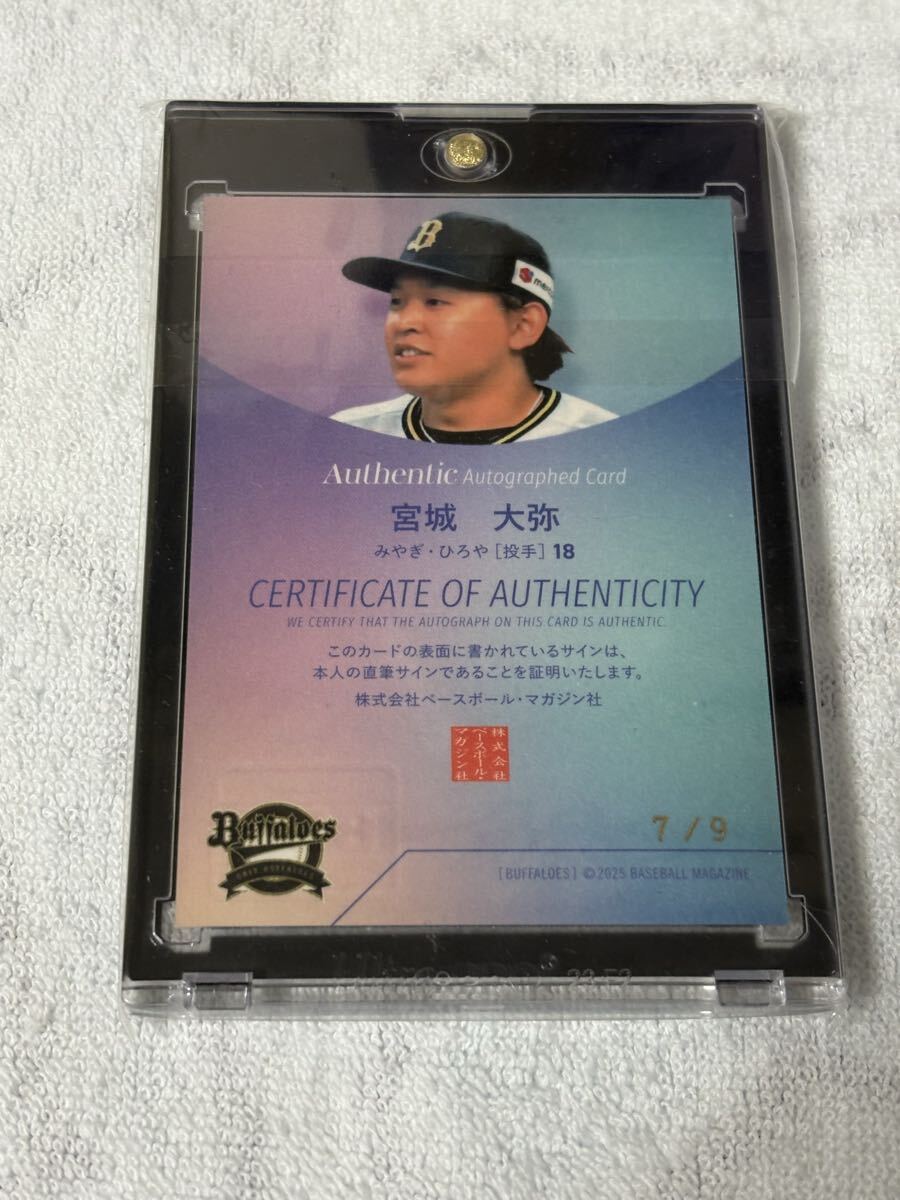 B
Authentic Autographed Card
宮城　大弥
みやぎ・ひろや［投手］18
CERTIFICATE OF AUTHENTICITY
WE CERTIFY THAT THE AUTOGRAPH ON THIS CARD IS AUTHENTIC.
このカードの表面に書かれているサインは、
本人の直筆サインであることを証明いたします。
株式会社ベースボール・マガジン社
株式会社
ベースボール・
マガジン社
Buffaloes
ORIX BUFFALOES
7/9
[BUFFALOES] ©2025 BASEBALL MAGAZINE